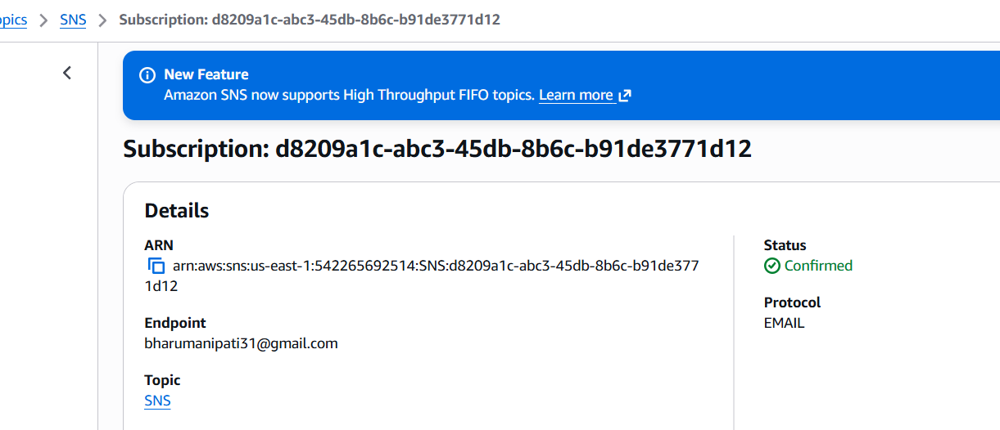 SNS Subscription: d8209a1c-abc3-45db-8b6c-b91de3771d12
New Feature
Amazon SNS now supports High Throughput FIFO topics. Learn more
Subscription: d8209a1c-abc3-45db-8b6c-b91de3771d12
Details
ARN
arn:aws:sns:us-east-1:542265692514:SNS:d8209a1c-abc3-45db-8b6c-b91de377
1d12
Status
Confirmed
Protocol
EMAIL
Endpoint
bharumanipati31@gmail.com
Topic
SNS